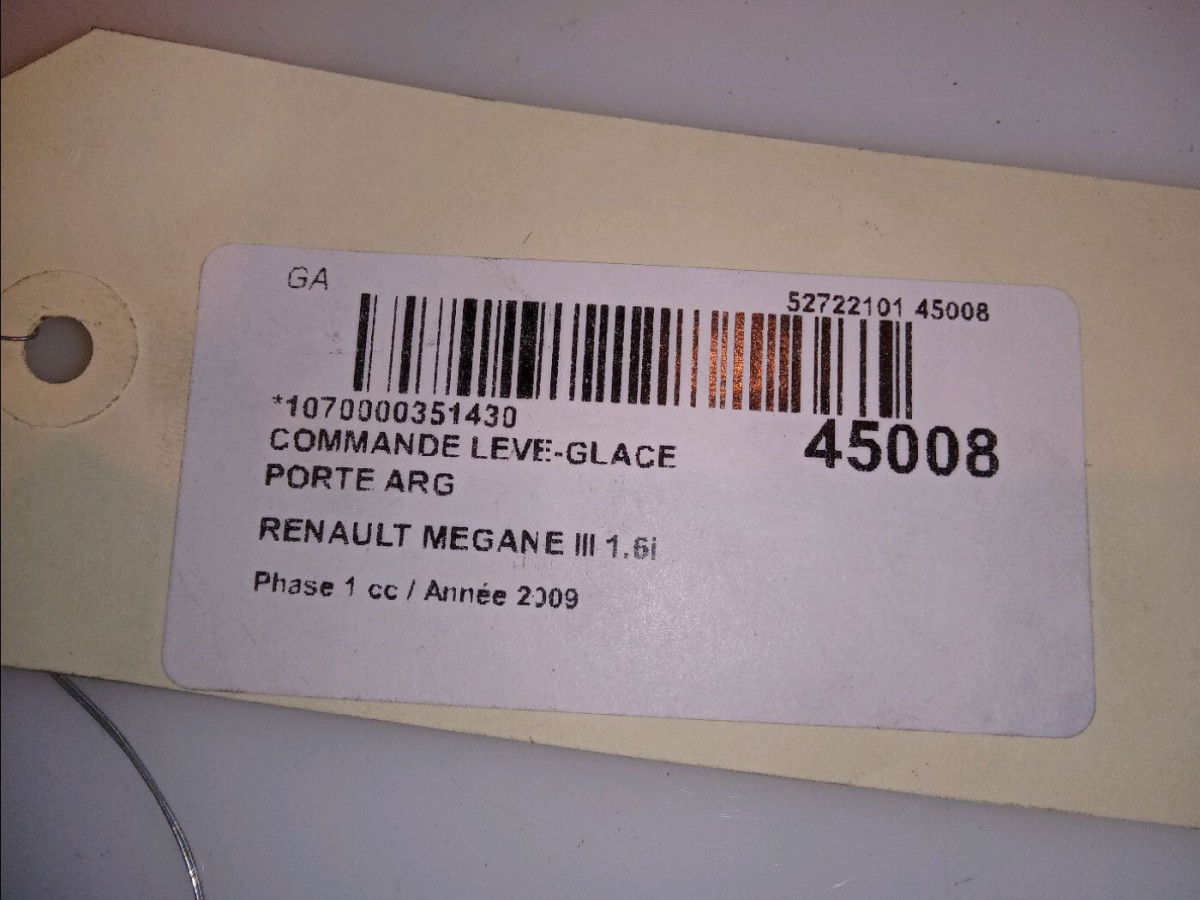 GA
52722101 45008
*1070000351430
45008
COMMANDE LEVE-GLACE
PORTE ARG
RENAULT MEGANE III 1.6i
Phase 1 cc / Année 2009